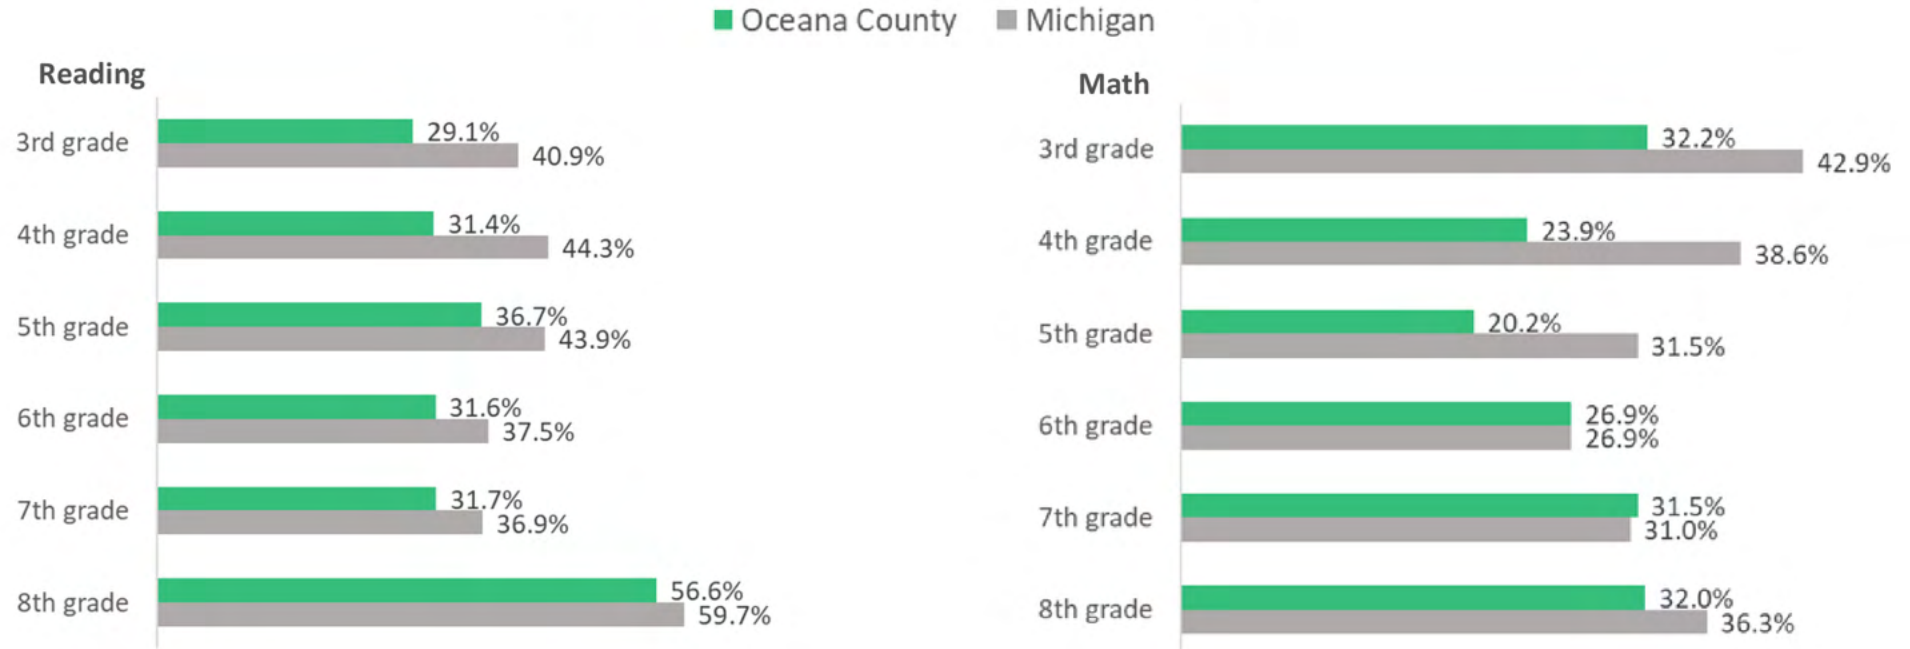 Oceana County Michigan
Reading
3rd grade 29.1%
40.9%
4th grade 31.4%
44.3%
5th grade 36.7%
43.9%
6th grade 31.6%
37.5%
7th grade 31.7%
36.9%
8th grade 56.6%
59.7%
Math
3rd grade 32.2%
42.9%
4th grade 23.9%
38.6%
5th grade 20.2%
31.5%
6th grade 26.9%
26.9%
7th grade 31.5%
31.0%
8th grade 32.0%
36.3%